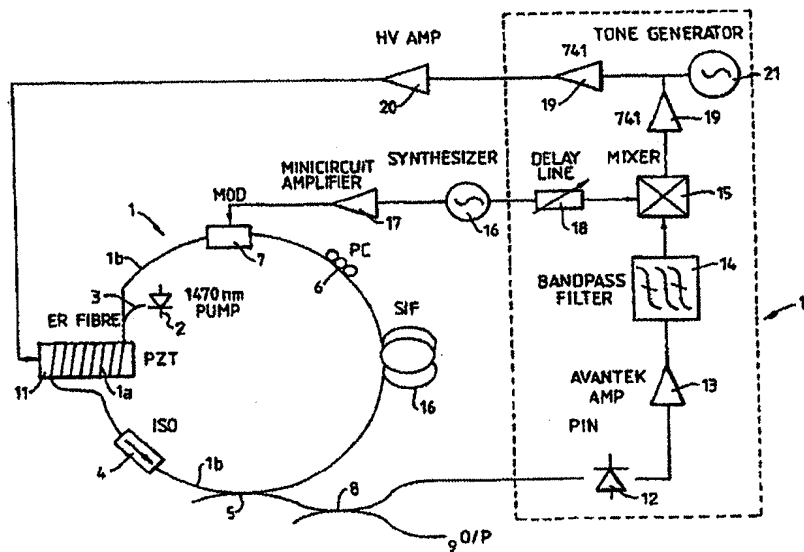 HV AMP
20
741
19
TONE GENERATOR
21
741
19
MINICIRCUIT
AMPLIFIER
17
SYNTHESIZER
16
DELAY
LINE
18
MIXER
15
MOD
7
1
1b
PC
6
BANDPASS
FILTER
14
3
1470nm
PUMP
2
ER FIBRE
SIF
16
PZT
11
1a
AVANTEK
AMP
13
ISO
4
PIN
12
1b
5
8
9 O/P
1